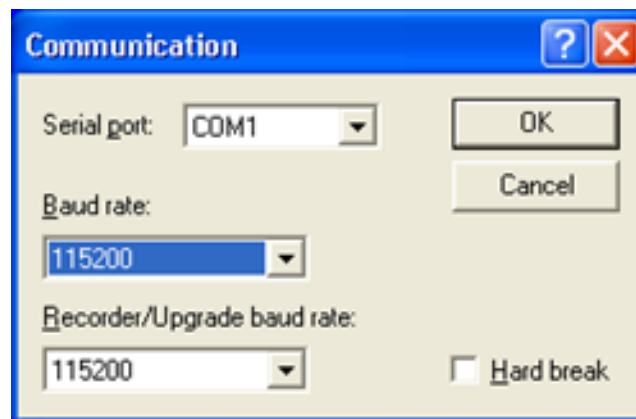 Communication
Serial port: COM1
OK
Cancel
Baud rate:
115200
Recorder/Upgrade baud rate:
115200
Hard break